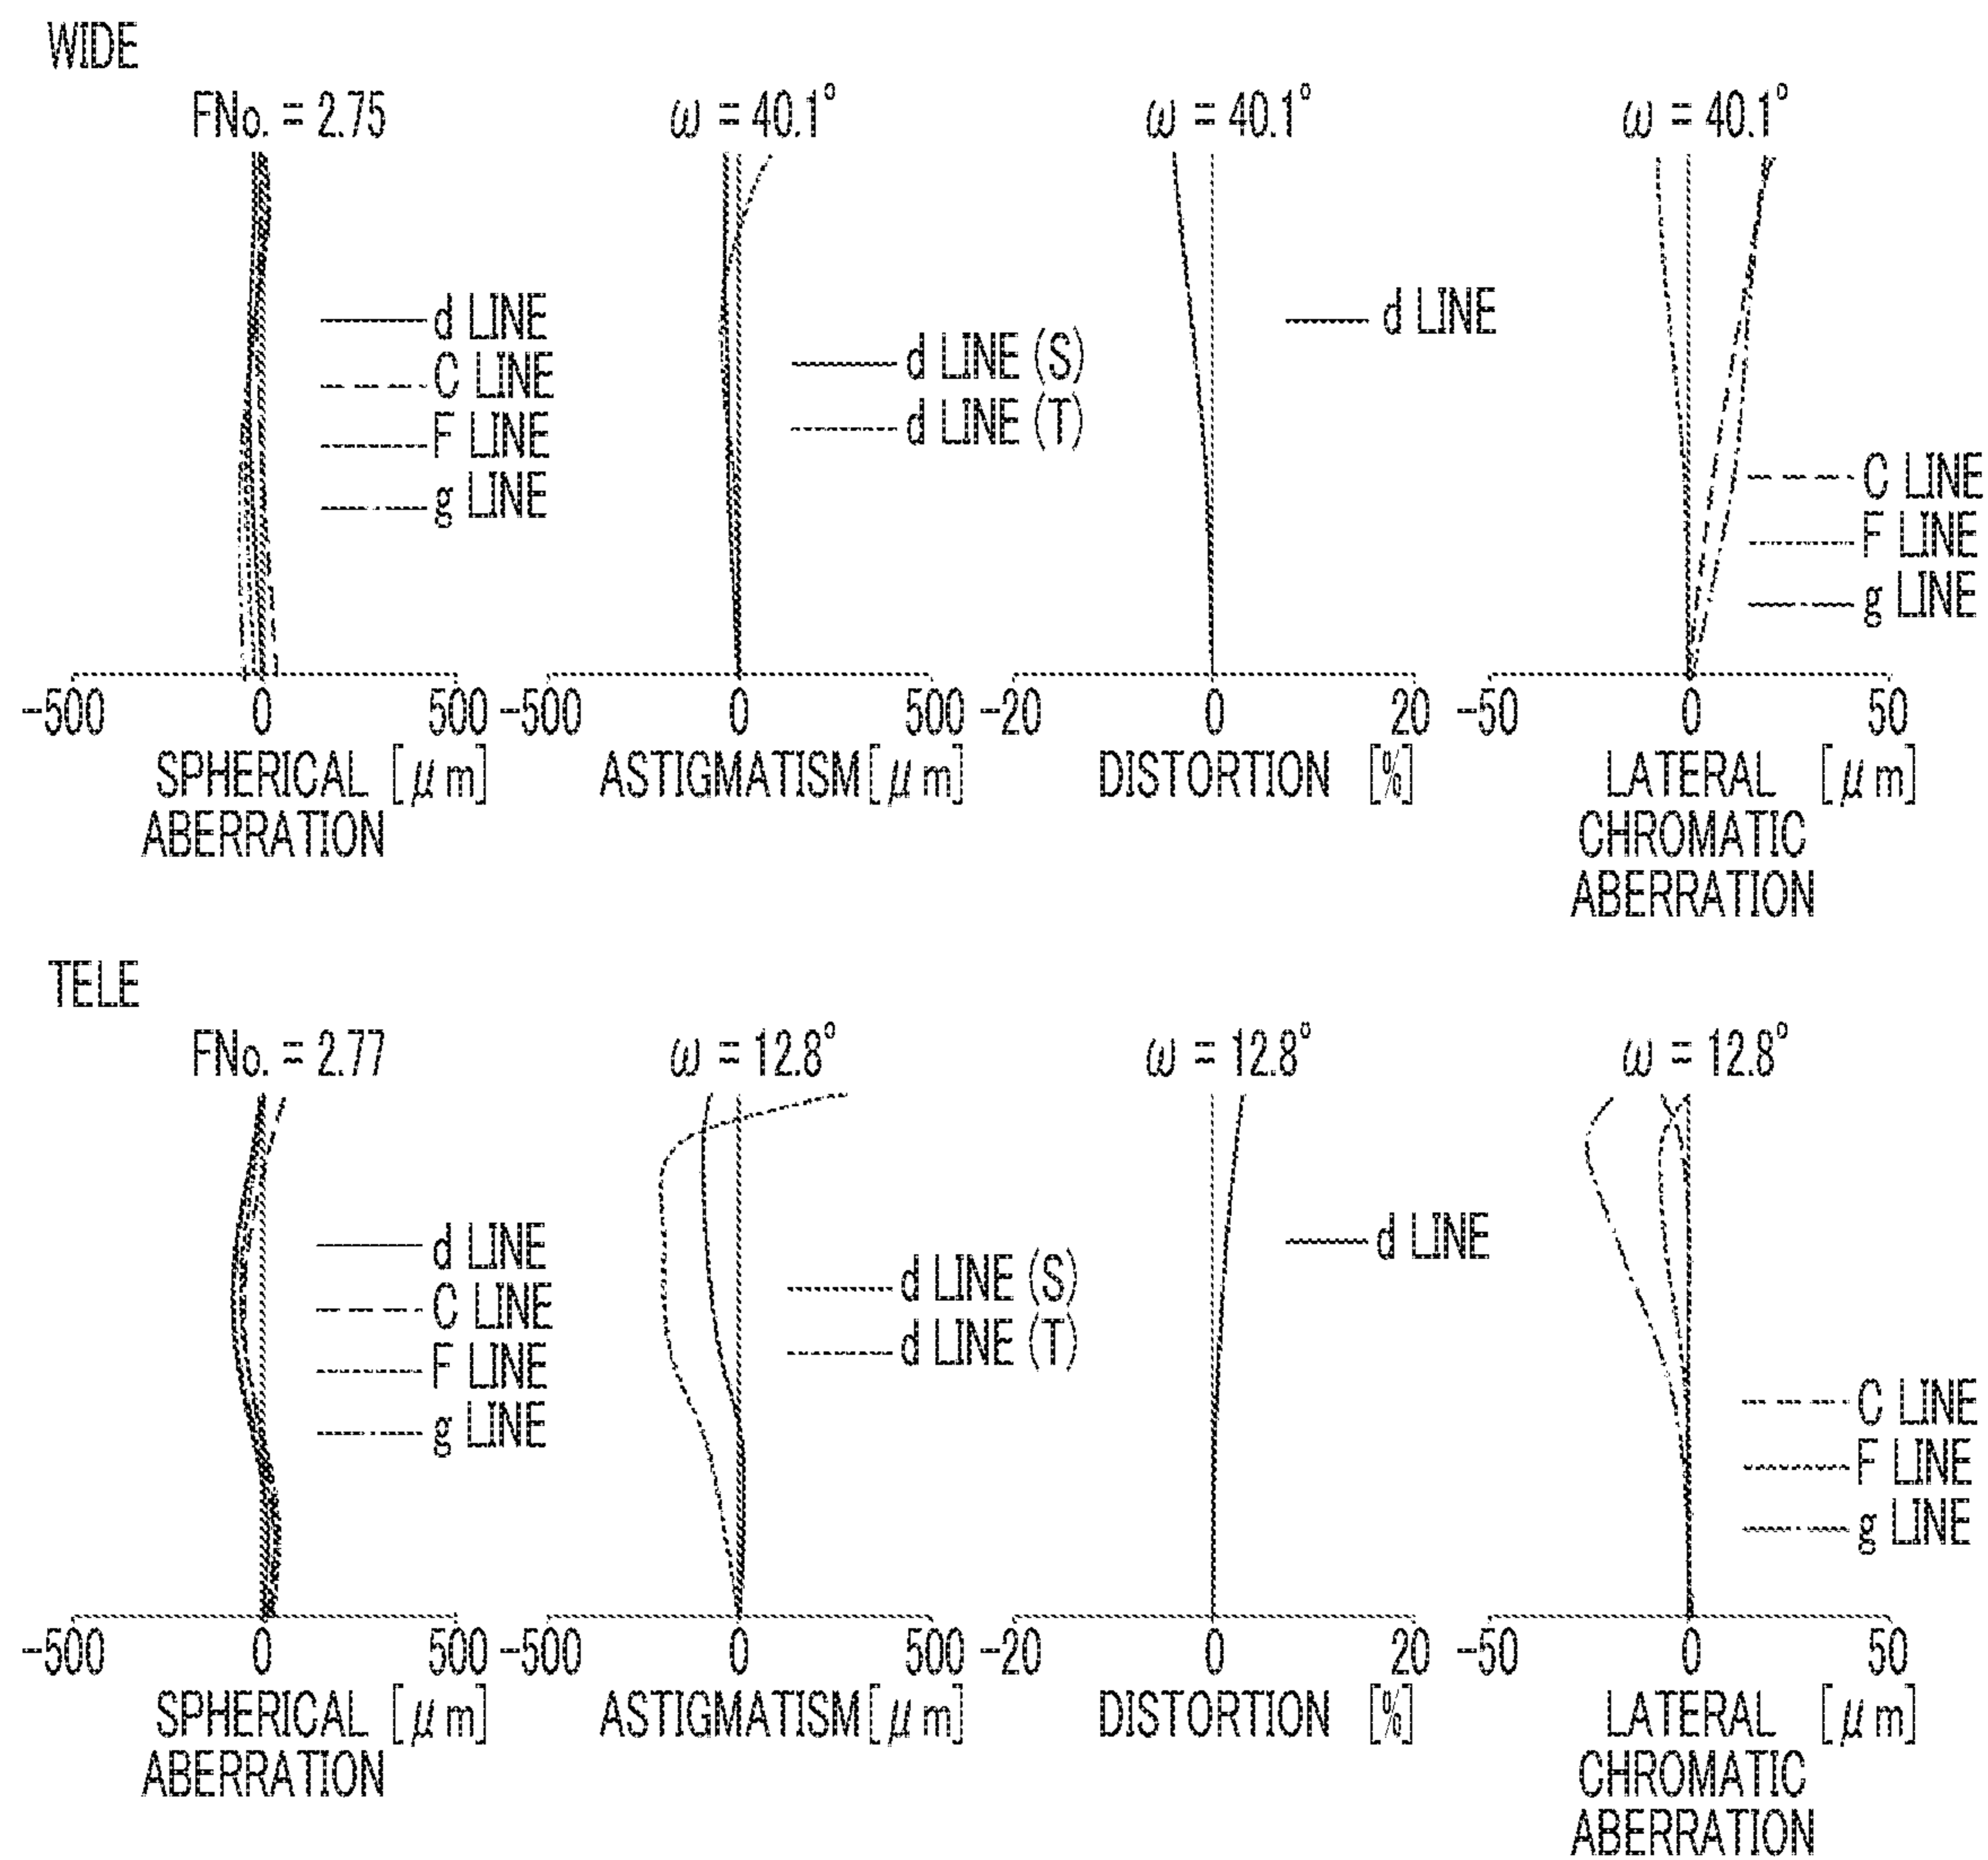 WIDE
FNo. = 2.75
ω = 40.1°
ω = 40.1°
ω = 40.1°
d LINE
C LINE
F LINE
g LINE
d LINE (S)
d LINE (T)
d LINE
C LINE
F LINE
g LINE
-500 0 500
-500 0 500
-20 0 20
-50 0 50
SPHERICAL [μm]
ABERRATION
ASTIGMATISM [μm]
DISTORTION [%]
LATERAL [μm]
CHROMATIC
ABERRATION
TELE
FNo. = 2.77
ω = 12.8°
ω = 12.8°
ω = 12.8°
d LINE
C LINE
F LINE
g LINE
d LINE (S)
d LINE (T)
d LINE
C LINE
F LINE
g LINE
-500 0 500
-500 0 500
-20 0 20
-50 0 50
SPHERICAL [μm]
ABERRATION
ASTIGMATISM [μm]
DISTORTION [%]
LATERAL [μm]
CHROMATIC
ABERRATION